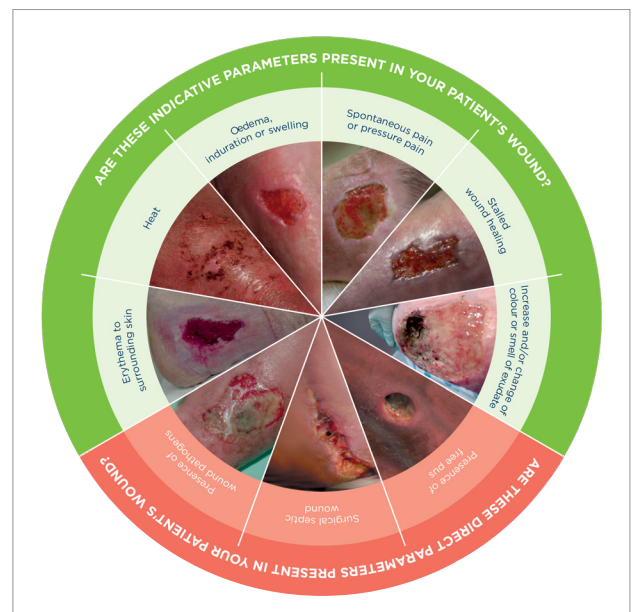 ARE THESE INDICATIVE PARAMETERS PRESENT IN YOUR PATIENT'S WOUND?
Oedema,
induration or swelling
Spontaneous pain
or pressure pain
Heat
Stalled
wound healing
Erythema to
surrounding skin
Increase and/or change of
colour or smell of exudate
Presence of
wound pathogens
Surgical septic
wound
Presence of
free pus
ARE THESE DIRECT PARAMETERS PRESENT IN YOUR PATIENT'S WOUND?